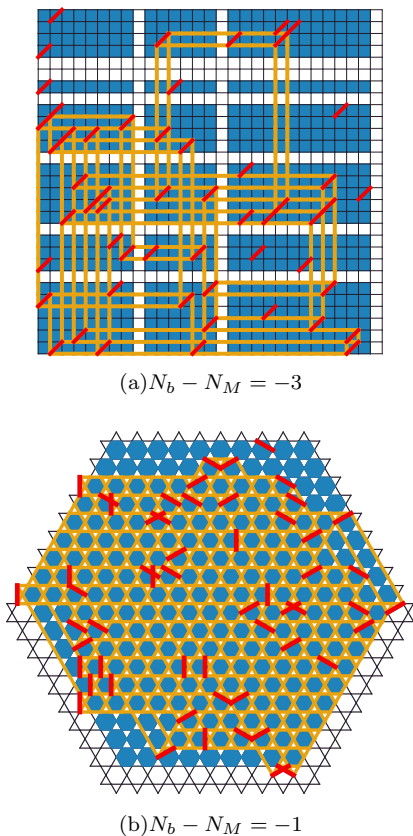 (a)N_b − N_M = −3
(b)N_b − N_M = −1